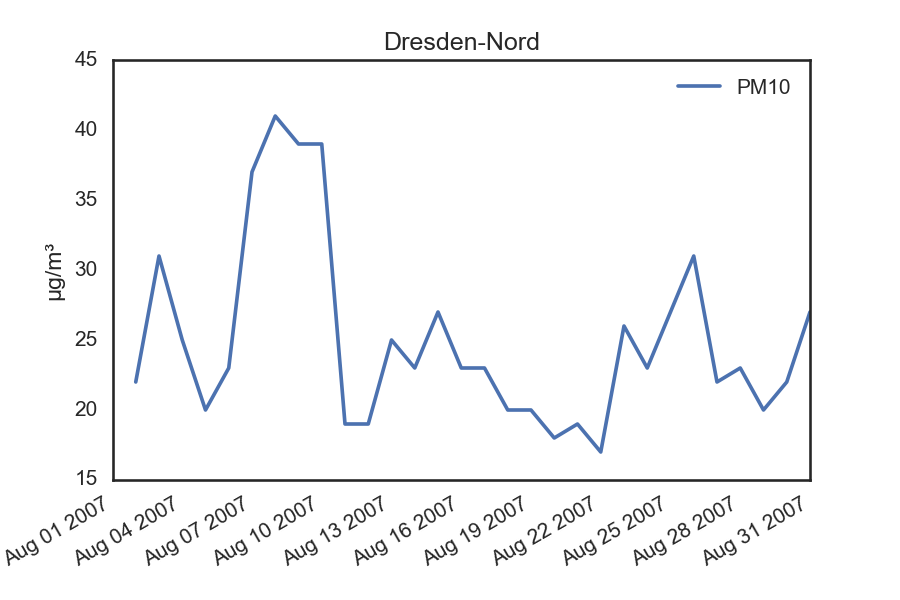 Dresden-Nord
45
40
35
30
25
20
15
µg/m³
PM10
Aug 01 2007
Aug 04 2007
Aug 07 2007
Aug 10 2007
Aug 13 2007
Aug 16 2007
Aug 19 2007
Aug 22 2007
Aug 25 2007
Aug 28 2007
Aug 31 2007